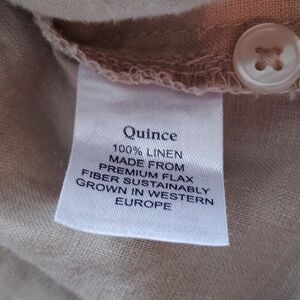 Quince
100% LINEN
MADE FROM
PREMIUM FLAX
FIBER SUSTAINABLY
GROWN IN WESTERN
EUROPE